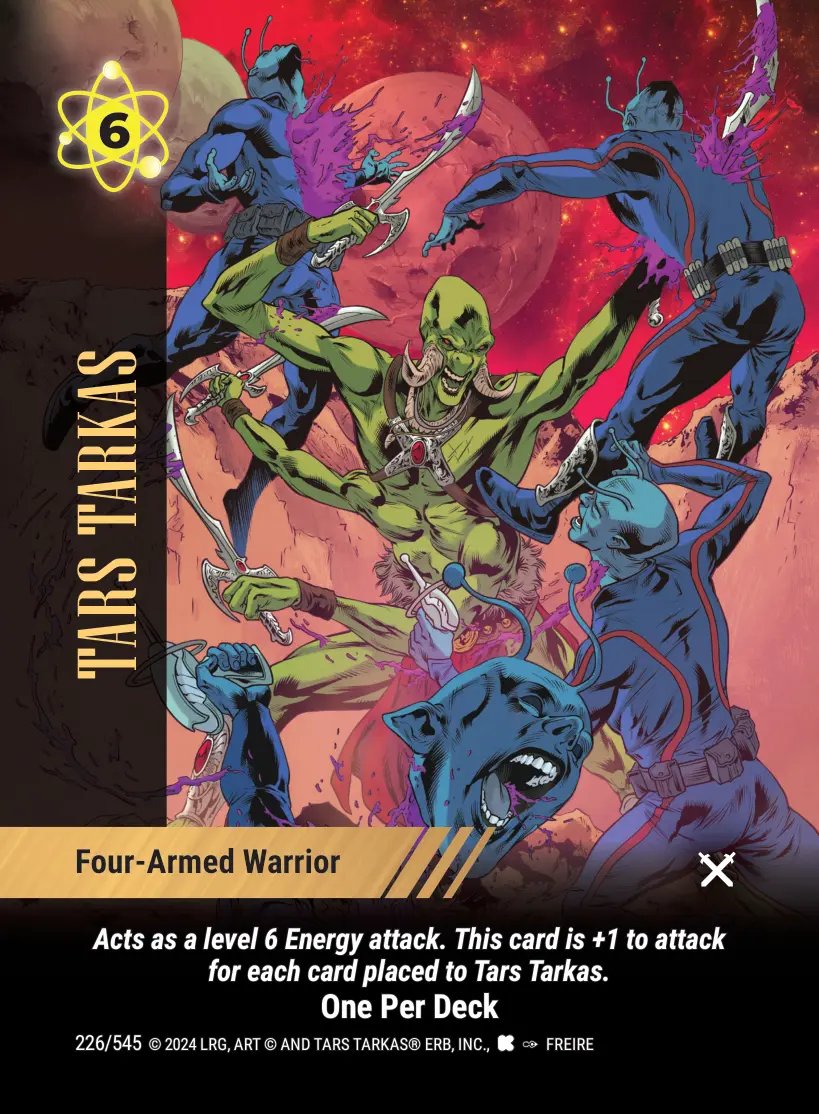 6
TARS TARKAS
Four-Armed Warrior
Acts as a level 6 Energy attack. This card is +1 to attack
for each card placed to Tars Tarkas.
One Per Deck
226/545 © 2024 LRG, ART © AND TARS TARKAS® ERB, INC., FREIRE